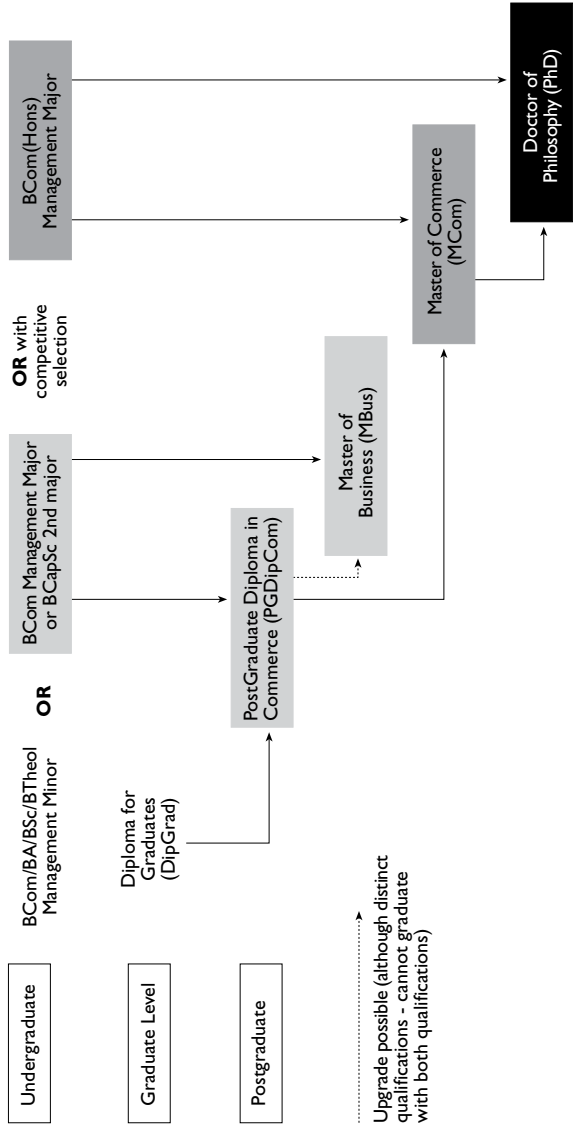 Undergraduate
BCom/BA/BSc/BTheol
Management Minor
OR
BCom Management Major
or BCapSc 2nd major
OR with
competitive
selection
BCom(Hons)
Management Major
Graduate Level
Diploma for
Graduates
(DipGrad)
Postgraduate
PostGraduate Diploma in
Commerce (PGDipCom)
Master of
Business (MBus)
Master of Commerce
(MCom)
Doctor of
Philosophy (PhD)
Upgrade possible (although distinct
qualifications - cannot graduate
with both qualifications)